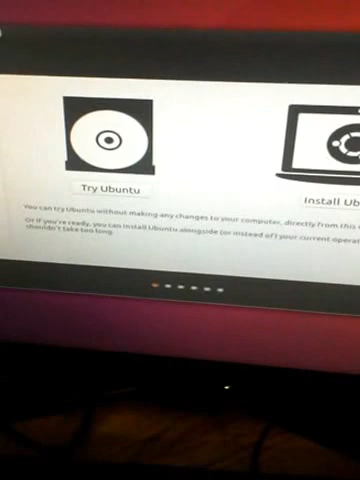 Try Ubuntu
Install Ub
You can try Ubuntu without making any changes to your computer, directly from this
Or if you're ready, you can install Ubuntu alongside (or instead of) your current operat
shouldn't take too long.